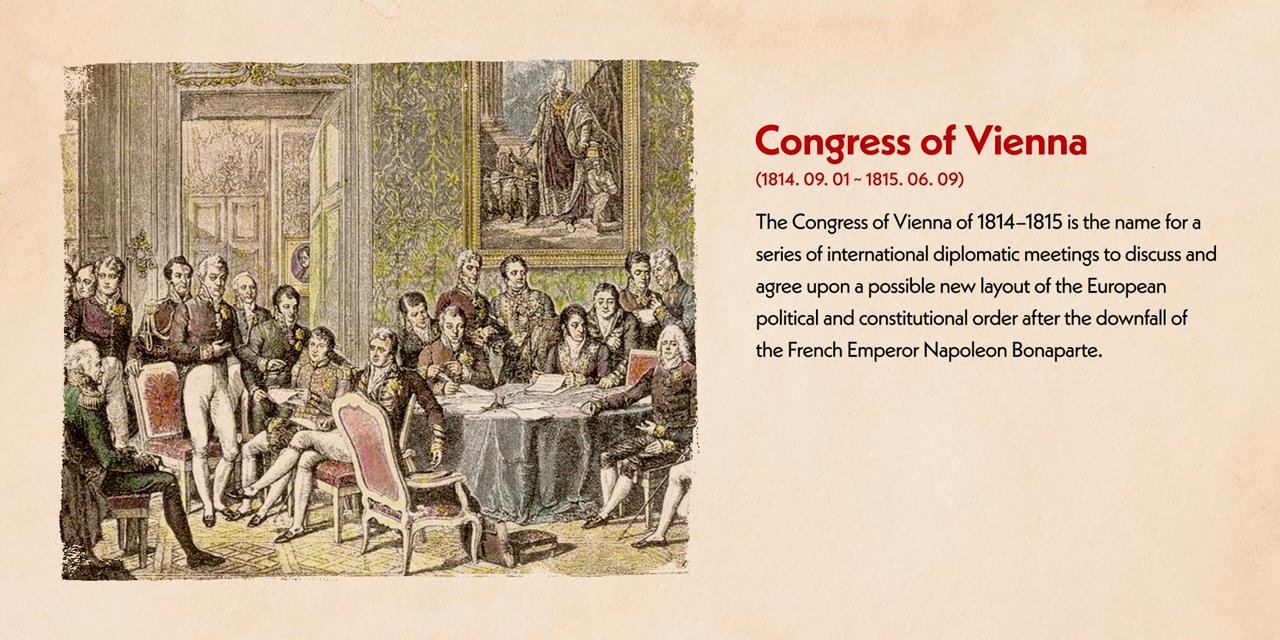 Congress of Vienna
(1814. 09. 01 ~ 1815. 06. 09)
The Congress of Vienna of 1814–1815 is the name for a
series of international diplomatic meetings to discuss and
agree upon a possible new layout of the European
political and constitutional order after the downfall of
the French Emperor Napoleon Bonaparte.